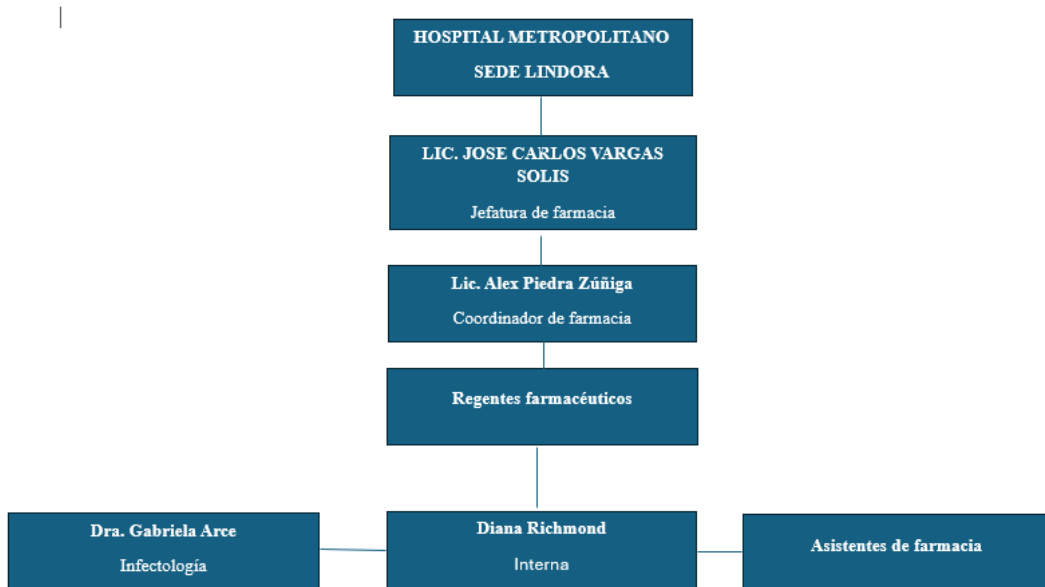 HOSPITAL METROPOLITANO
SEDE LINDORA
LIC. JOSE CARLOS VARGAS
SOLIS
Jefatura de farmacia
Lic. Alex Piedra Zúñiga
Coordinador de farmacia
Regentes farmacéuticos
Dra. Gabriela Arce
Infectología
Diana Richmond
Interna
Asistentes de farmacia